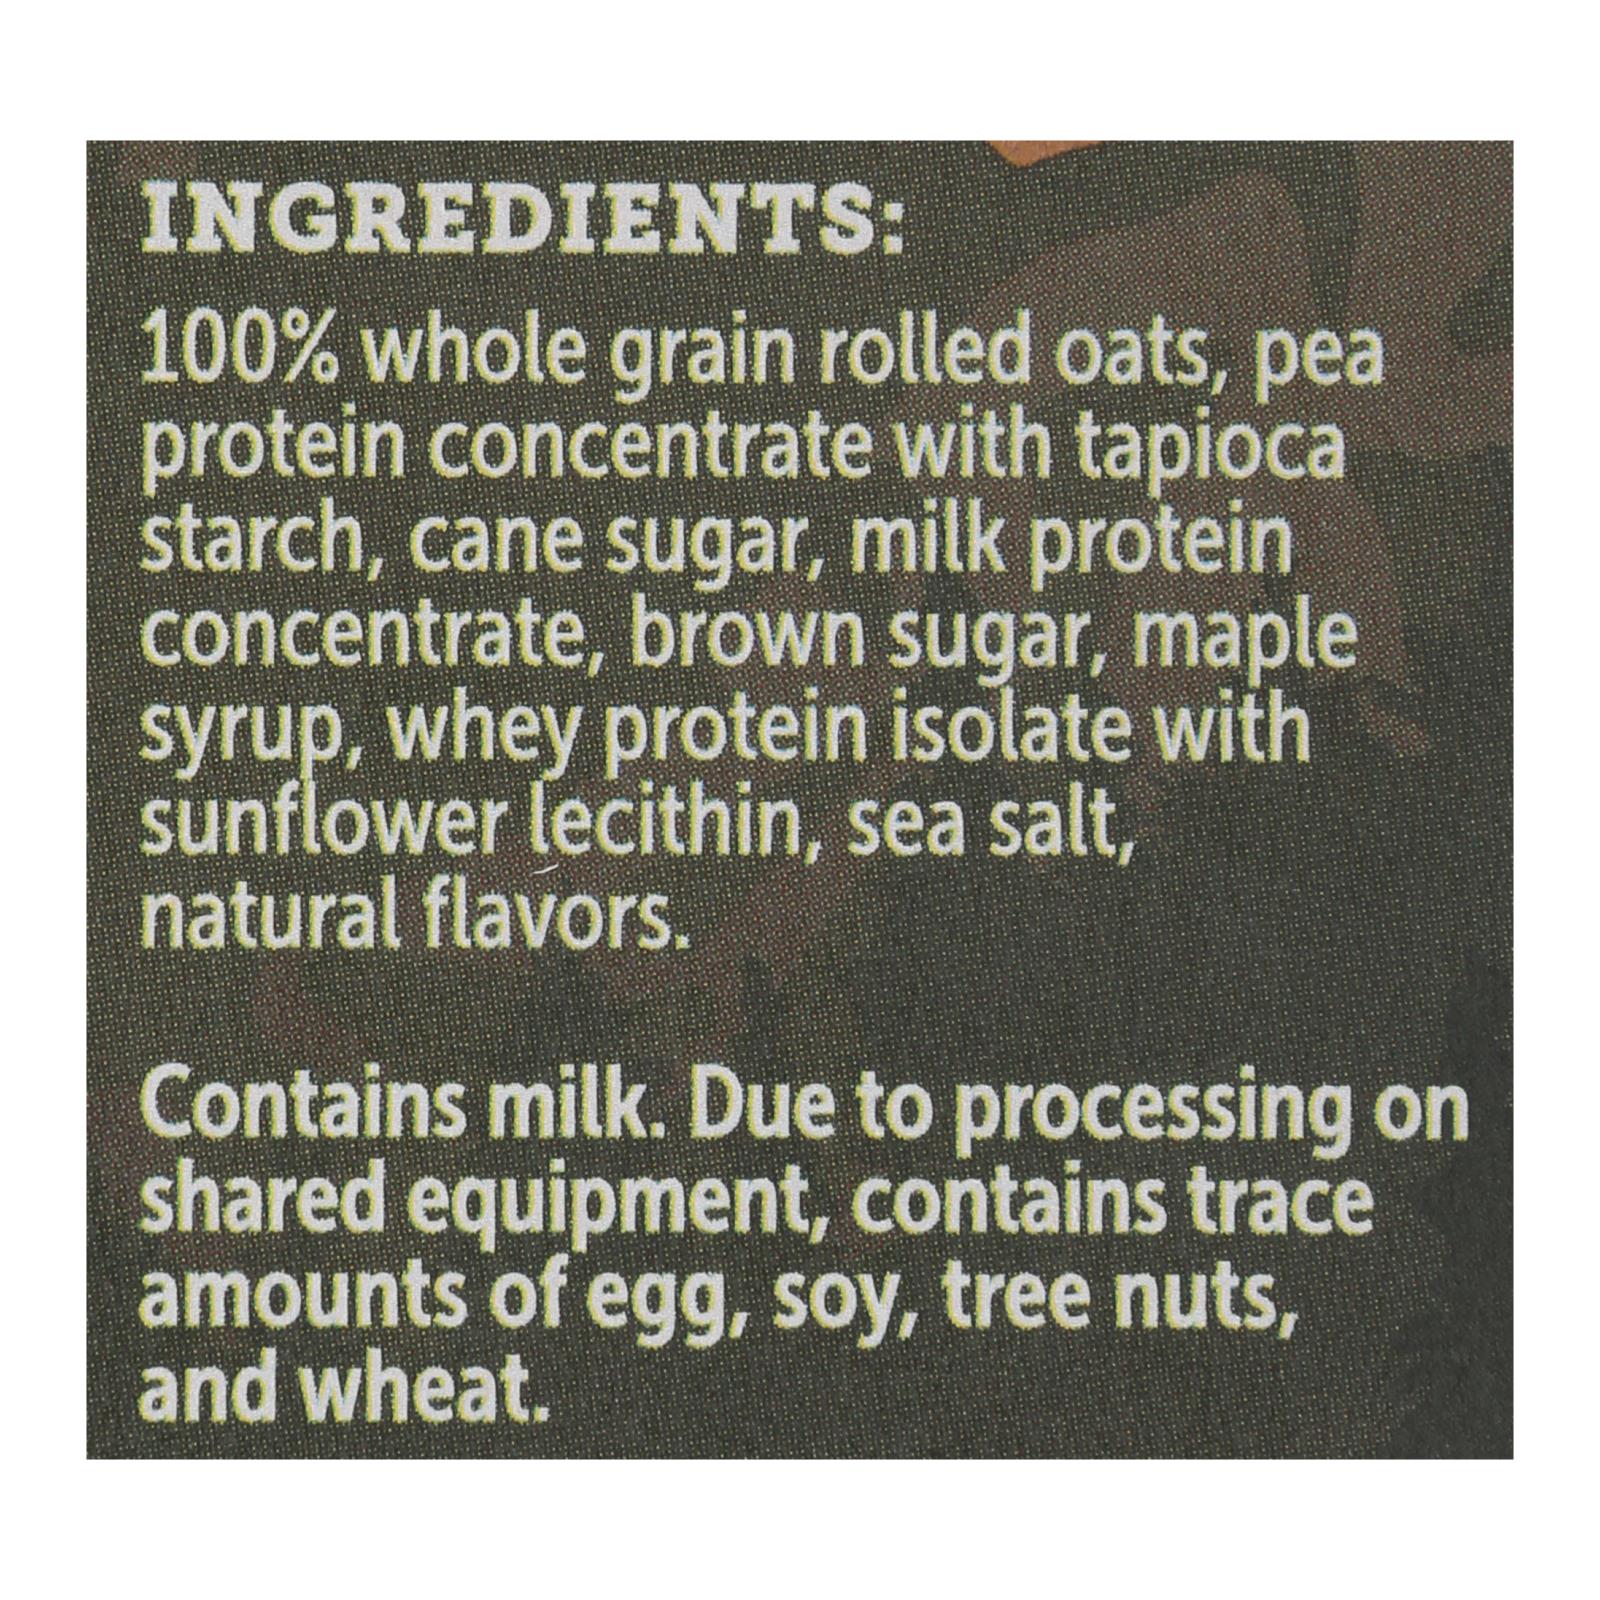 INGREDIENTS:
100% whole grain rolled oats, pea
protein concentrate with tapioca
starch, cane sugar, milk protein
concentrate, brown sugar, maple
syrup, whey protein isolate with
sunflower lecithin, sea salt,
natural flavors.
Contains milk. Due to processing on
shared equipment, contains trace
amounts of egg, soy, tree nuts,
and wheat.